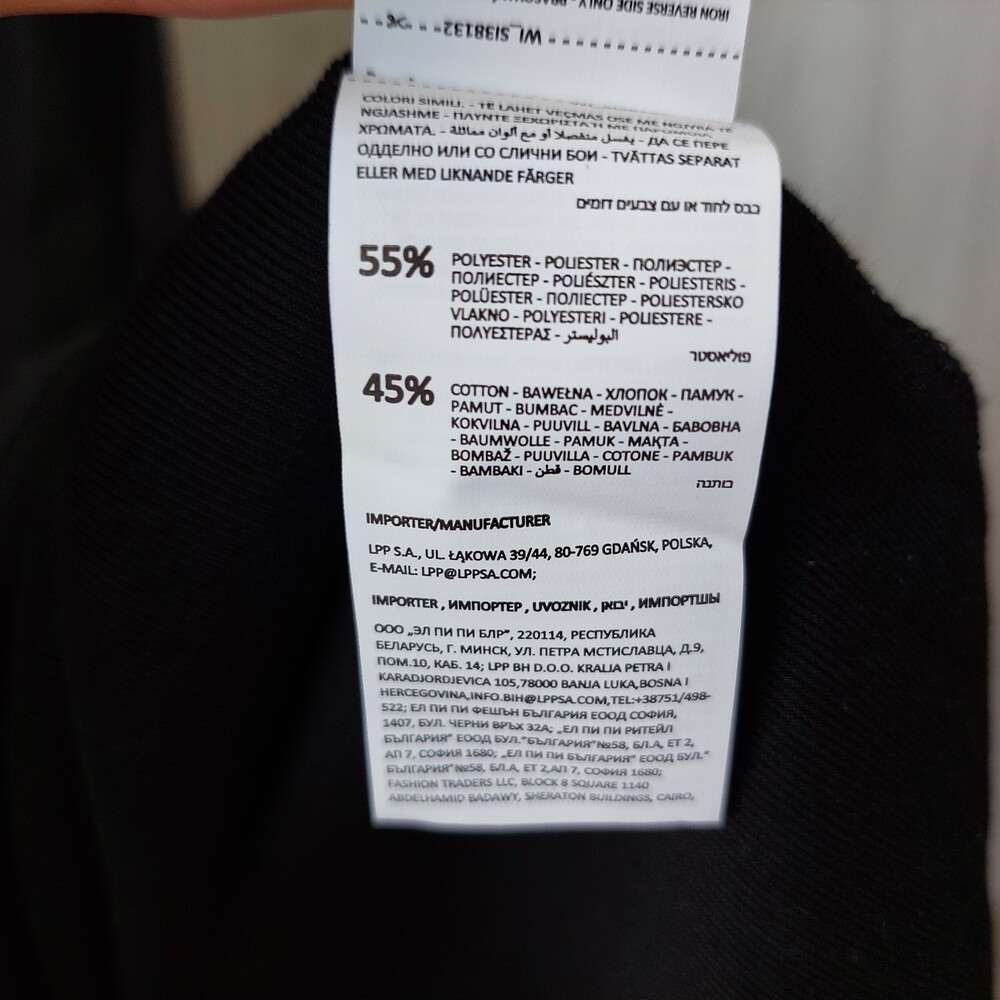 IRON REVERSE SIDE ONLY -
WI_SI38132
COLORI SIMILI. - TË LAHET VEÇMAS OSE ME NGJYRA TË
NGJASHME - ΠΛΥΝΤΕ ΞΕΧΩΡΙΣΤΑ Ή ΜΕ ΠΑΡΟΜΟΙΑ
ΧΡΩΜΑΤΑ. - يغسل منفصلا أو مع ألوان مماثلة - ДА СЕ ПЕРЕ
ОДДЕЛНО ИЛИ СО СЛИЧНИ БОИ - TVÄTTAS SEPARAT
ELLER MED LIKNANDE FÄRGER
כבס לחוד או עם צבעים דומים
55% POLYESTER - POLIESTER - ПОЛИЭСТЕР -
ПОЛИЕСТЕР - POLIÉSZTER - POLIESTERIS -
POLÜESTER - ПОЛІЕСТЕР - POLIESTERSKO
VLAKNO - POLYESTERI - POLIESTERE -
ΠΟΛΥΕΣΤΕΡΑΣ - البوليستر
פוליאסטר
45% COTTON - BAWEŁNA - ХЛОПОК - ПАМУК -
PAMUT - BUMBAC - MEDVILNĖ -
KOKVILNA - PUUVILL - BAVLNA - БАВОВНА
- BAUMWOLLE - PAMUK - МАҚТА -
BOMBAŽ - PUUVILLA - COTONE - PAMBUK
- BAMBAKI - قطن - BOMULL
כותנה
IMPORTER/MANUFACTURER
LPP S.A., UL. ŁĄKOWA 39/44, 80-769 GDAŃSK, POLSKA,
E-MAIL: LPP@LPPSA.COM;
IMPORTER , ИМПОРТЕР , UVOZNIK , יבואן , ИМПОРТШЫ
ООО „ЭЛ ПИ ПИ БЛР", 220114, РЕСПУБЛИКА
БЕЛАРУСЬ, Г. МИНСК, УЛ. ПЕТРА МСТИСЛАВЦА, Д.9,
ПОМ.10, КАБ. 14; LPP BH D.O.O. KRALJA PETRA I
KARADJORDJEVICA 105,78000 BANJA LUKA,BOSNA I
HERCEGOVINA,INFO.BIH@LPPSA.COM,TEL:+38751/498-
522; ЕЛ ПИ ПИ ФЕШЪН БЪЛГАРИЯ ЕООД СОФИЯ,
1407, БУЛ. ЧЕРНИ ВРЪХ 32А; „ЕЛ ПИ ПИ РИТЕЙЛ
БЪЛГАРИЯ" ЕООД БУЛ."БЪЛГАРИЯ"№58, БЛ.А, ЕТ 2,
АП 7, СОФИЯ 1680; „ЕЛ ПИ ПИ БЪЛГАРИЯ" ЕООД БУЛ."
БЪЛГАРИЯ"№58, БЛ.А, ЕТ 2,АП 7, СОФИЯ 1680;
FASHION TRADERS LLC, BLOCK 8 SQUARE 1140
ABDELHAMID BADAWY, SHERATON BUILDINGS, CAIRO,